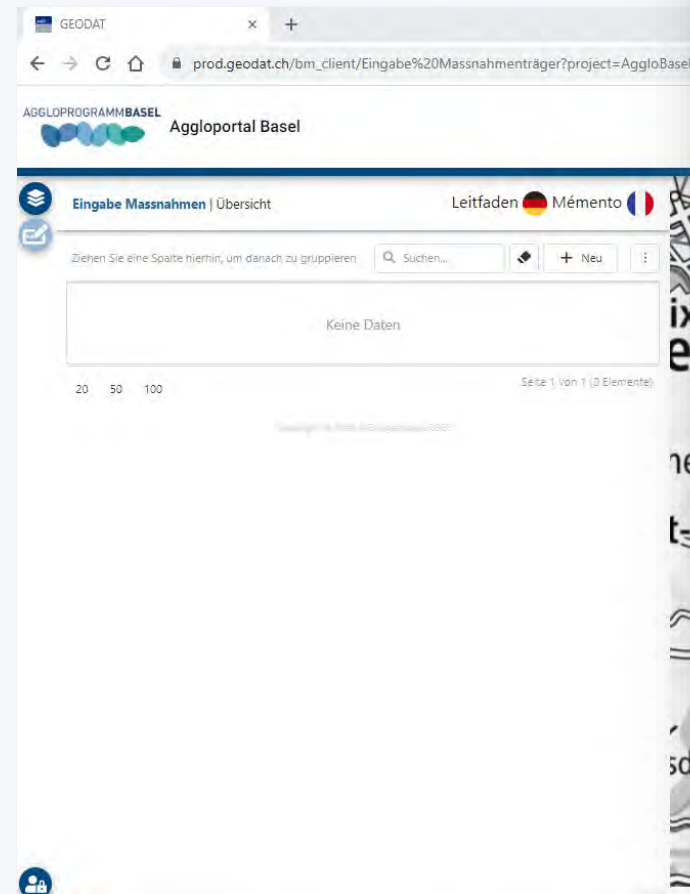 GEODAT
prod.geodat.ch/bm_client/Eingabe%20Massnahmenträger?project=AggloBasel
AGGLOPROGRAMMBASEL
Aggloportal Basel
Eingabe Massnahmen | Übersicht
Leitfaden Mémento
Ziehen Sie eine Spalte hierhin, um danach zu gruppieren
Suchen...
+ Neu
Keine Daten
20 50 100
Seite 1 von 1 (0 Elemente)